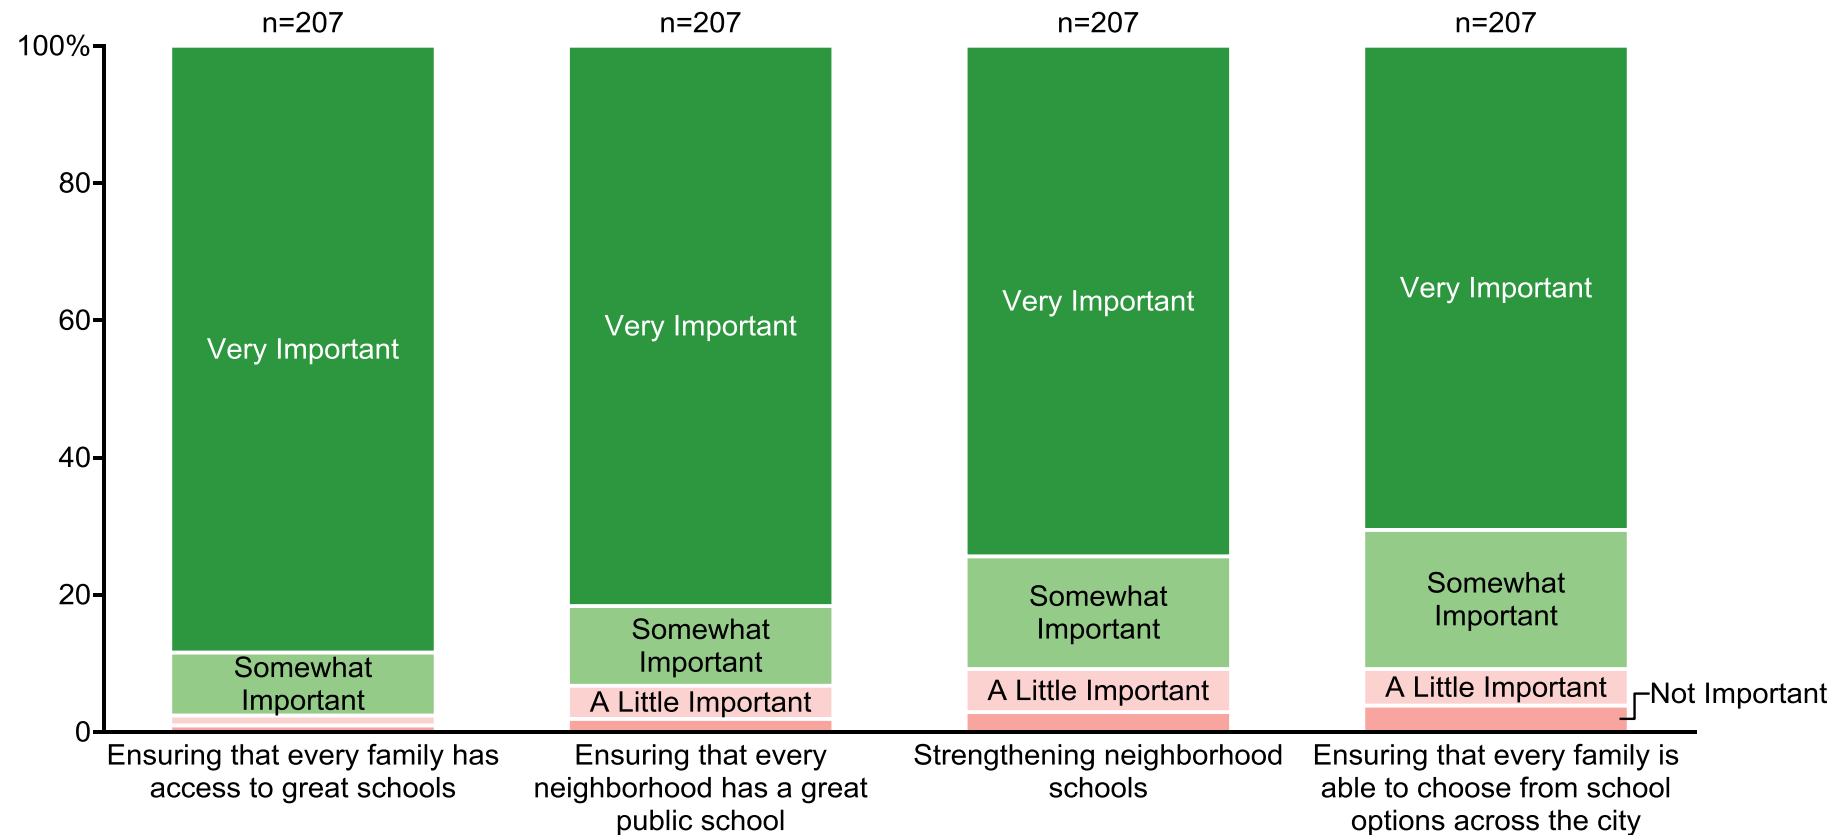 n=207
n=207
n=207
n=207
100%
80
60
40
20
0
Very Important
Somewhat
Important
Very Important
Somewhat
Important
A Little Important
Very Important
Somewhat
Important
A Little Important
Very Important
Somewhat
Important
A Little Important
Not Important
Ensuring that every family has
access to great schools
Ensuring that every
neighborhood has a great
public school
Strengthening neighborhood
schools
Ensuring that every family is
able to choose from school
options across the city